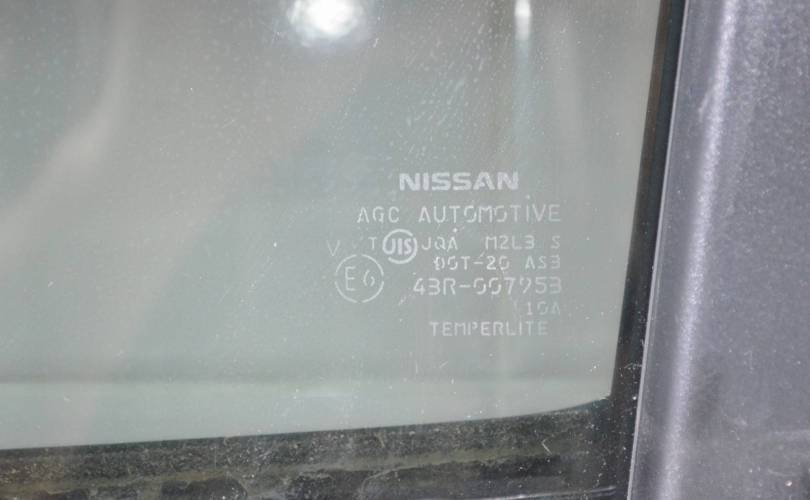 NISSAN
AGC AUTOMOTIVE
T JIS JQA M2L3 S
V DOT-20 AS3
E6 43R-007953
10A
TEMPERLITE